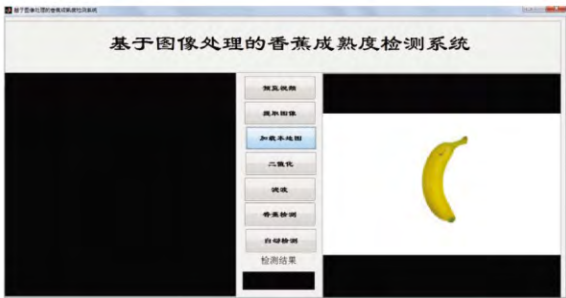 基于图像处理的香蕉成熟度检测系统
基于图像处理的香蕉成熟度检测系统
预览视频
提取图像
加载本地图
二值化
滤波
香蕉检测
自动检测
检测结果